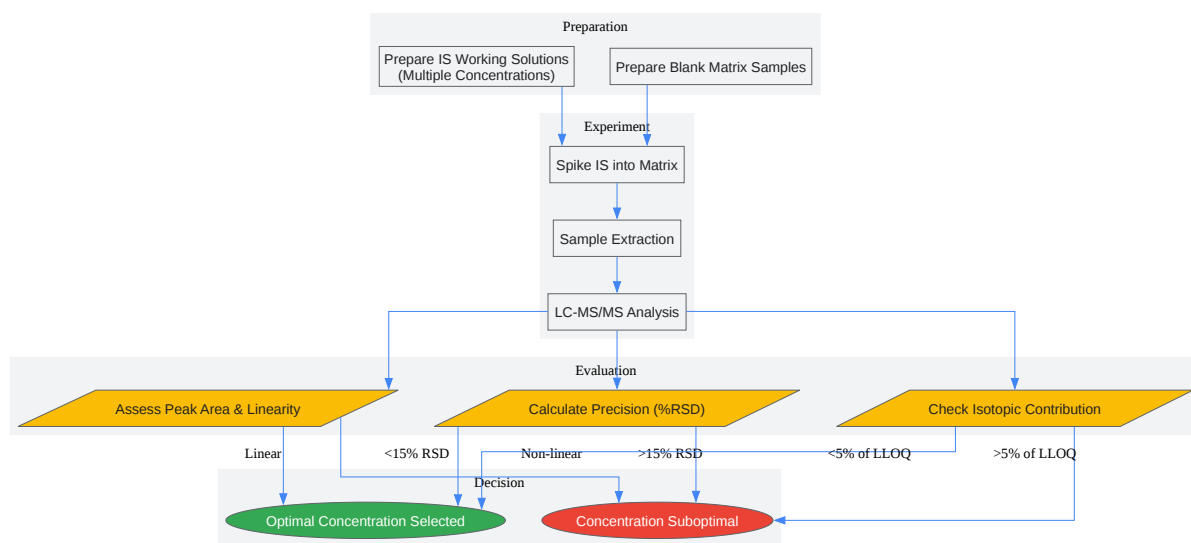 Preparation
Prepare IS Working Solutions
(Multiple Concentrations)
Prepare Blank Matrix Samples
Experiment
Spike IS into Matrix
Sample Extraction
LC-MS/MS Analysis
Evaluation
Assess Peak Area & Linearity
Calculate Precision (%RSD)
Check Isotopic Contribution
Linear
<15% RSD
Non-linear
>15% RSD
<5% of LLOQ
>5% of LLOQ
Decision
Optimal Concentration Selected
Concentration Suboptimal